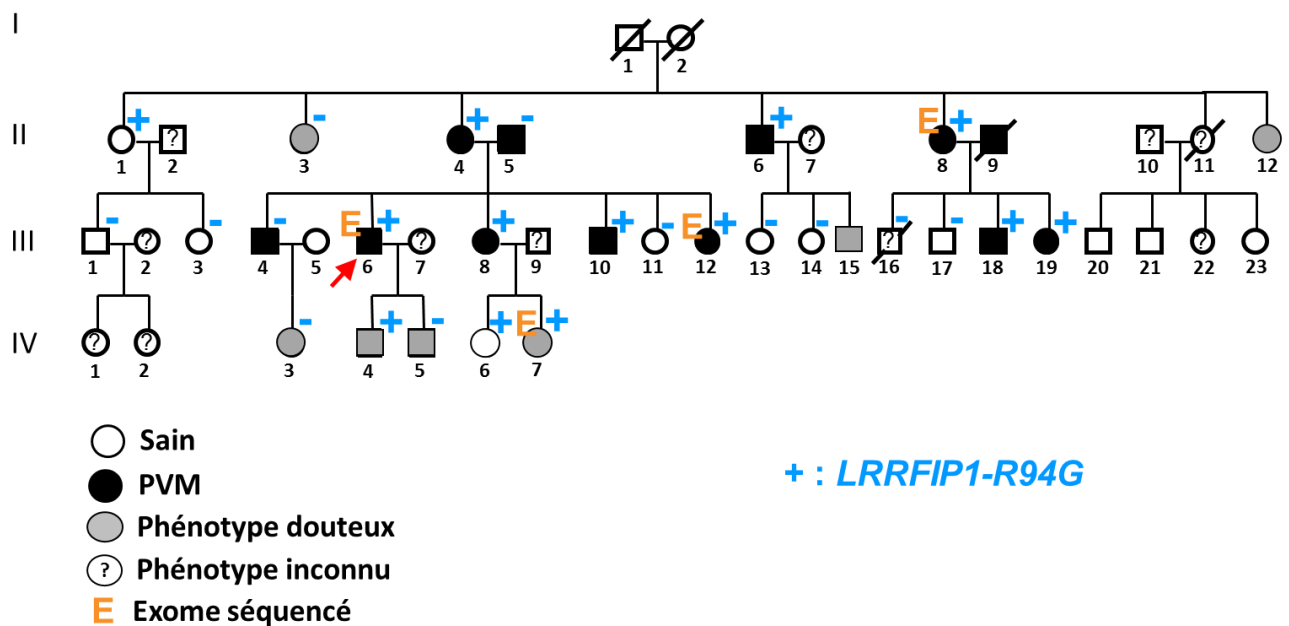 I
1 2
II
+ - + - + E +
? ? ? ?
1 2 3 4 5 6 7 8 9 10 11 12
III
- - - E + + + - E + - - - - + +
? ? ? ? ?
1 2 3 4 5 6 7 8 9 10 11 12 13 14 15 16 17 18 19 20 21 22 23
IV
- + - + E +
? ?
1 2 3 4 5 6 7
Sain
PVM
+ : LRRFIP1-R94G
Phénotype douteux
? Phénotype inconnu
E Exome séquencé